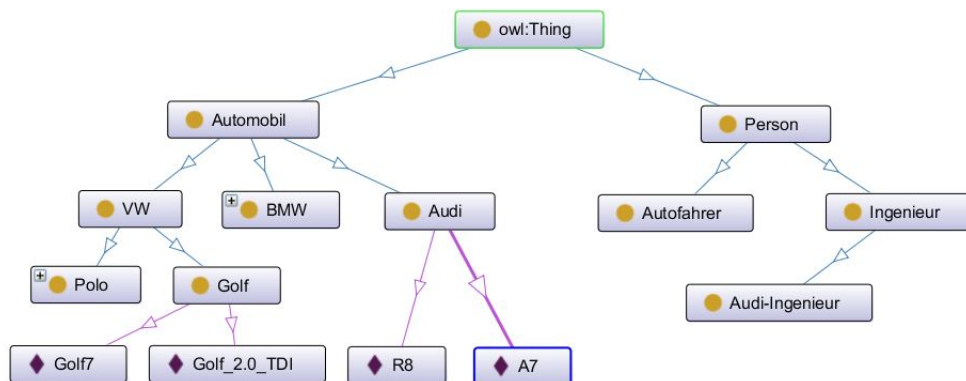 owl:Thing
Automobil
Person
VW
BMW
Audi
Autofahrer
Ingenieur
Polo
Golf
Audi-Ingenieur
Golf7
Golf_2.0_TDI
R8
A7